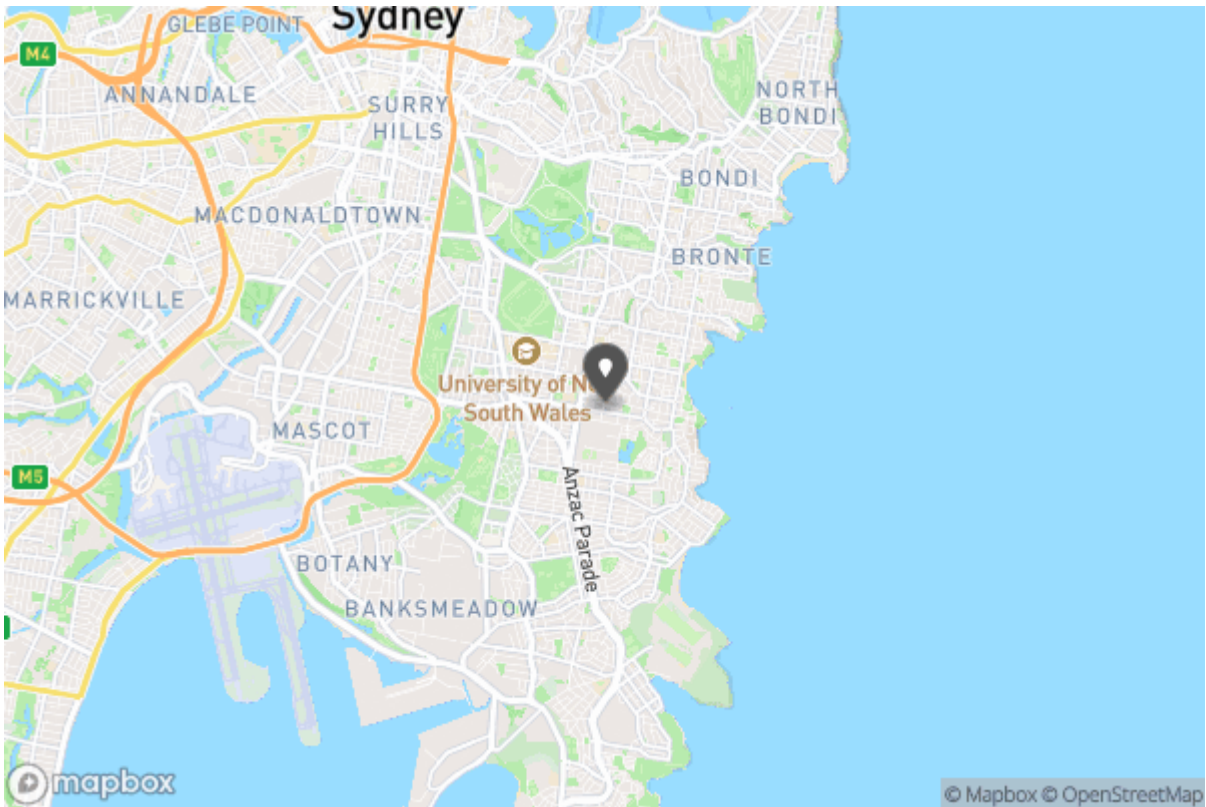 Sydney
GLEBE POINT
M4
ANNANDALE
SURRY
HILLS
NORTH
BONDI
BONDI
MACDONALDTOWN
BRONTE
MARRICKVILLE
University of
South Wales
MASCOT
M5
Anzac Parade
BOTANY
BANKSMEADOW
mapbox
© Mapbox © OpenStreetMap